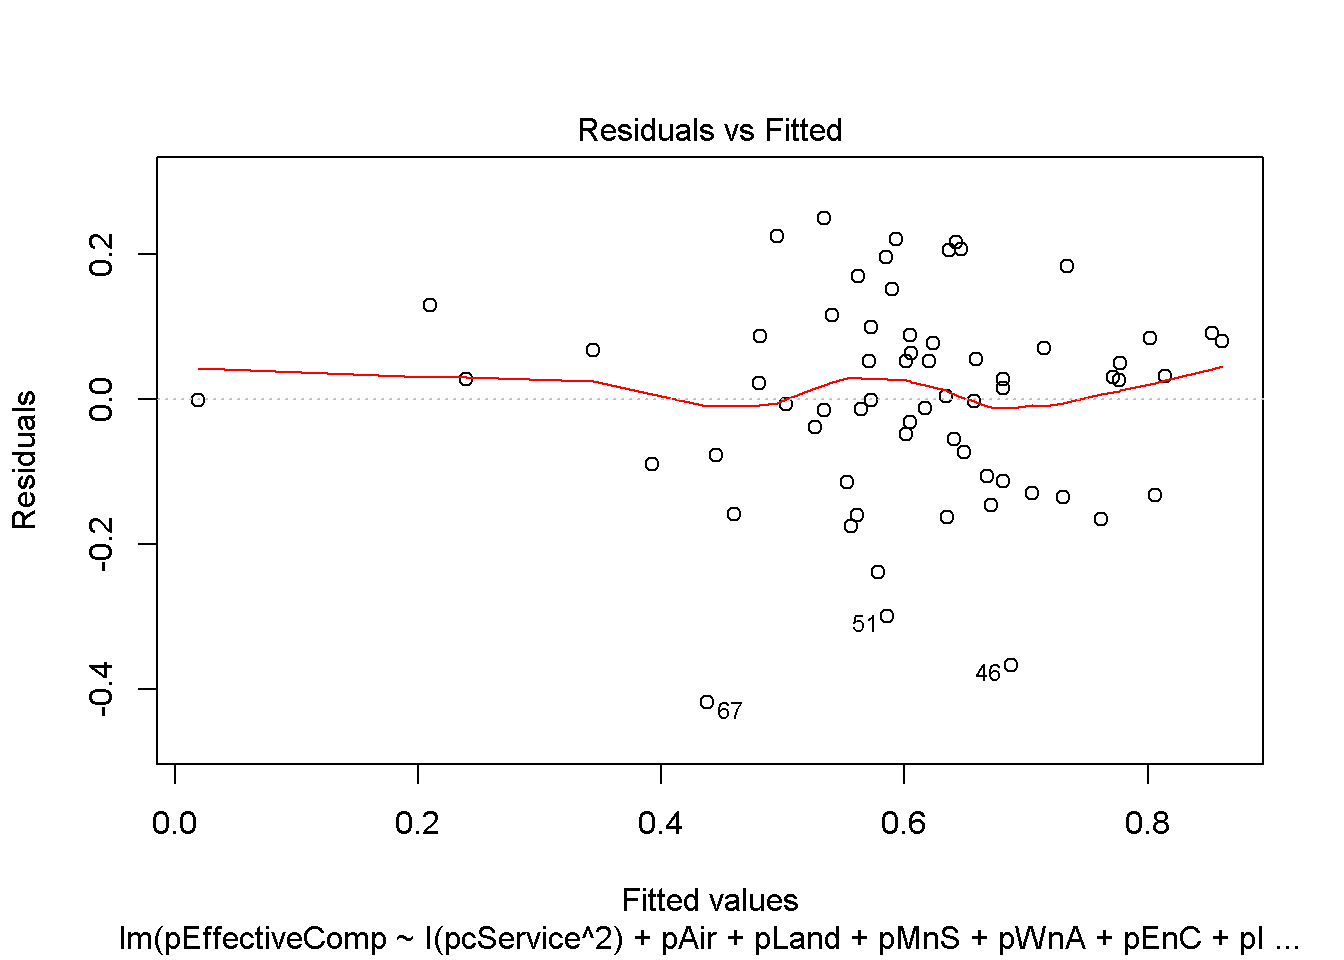 Residuals vs Fitted
Residuals
0.2
0.0
-0.2
-0.4
51
46
67
0.0 0.2 0.4 0.6 0.8
Fitted values
lm(pEffectiveComp ~ I(pcService^2) + pAir + pLand + pMnS + pWnA + pEnC + pI ...